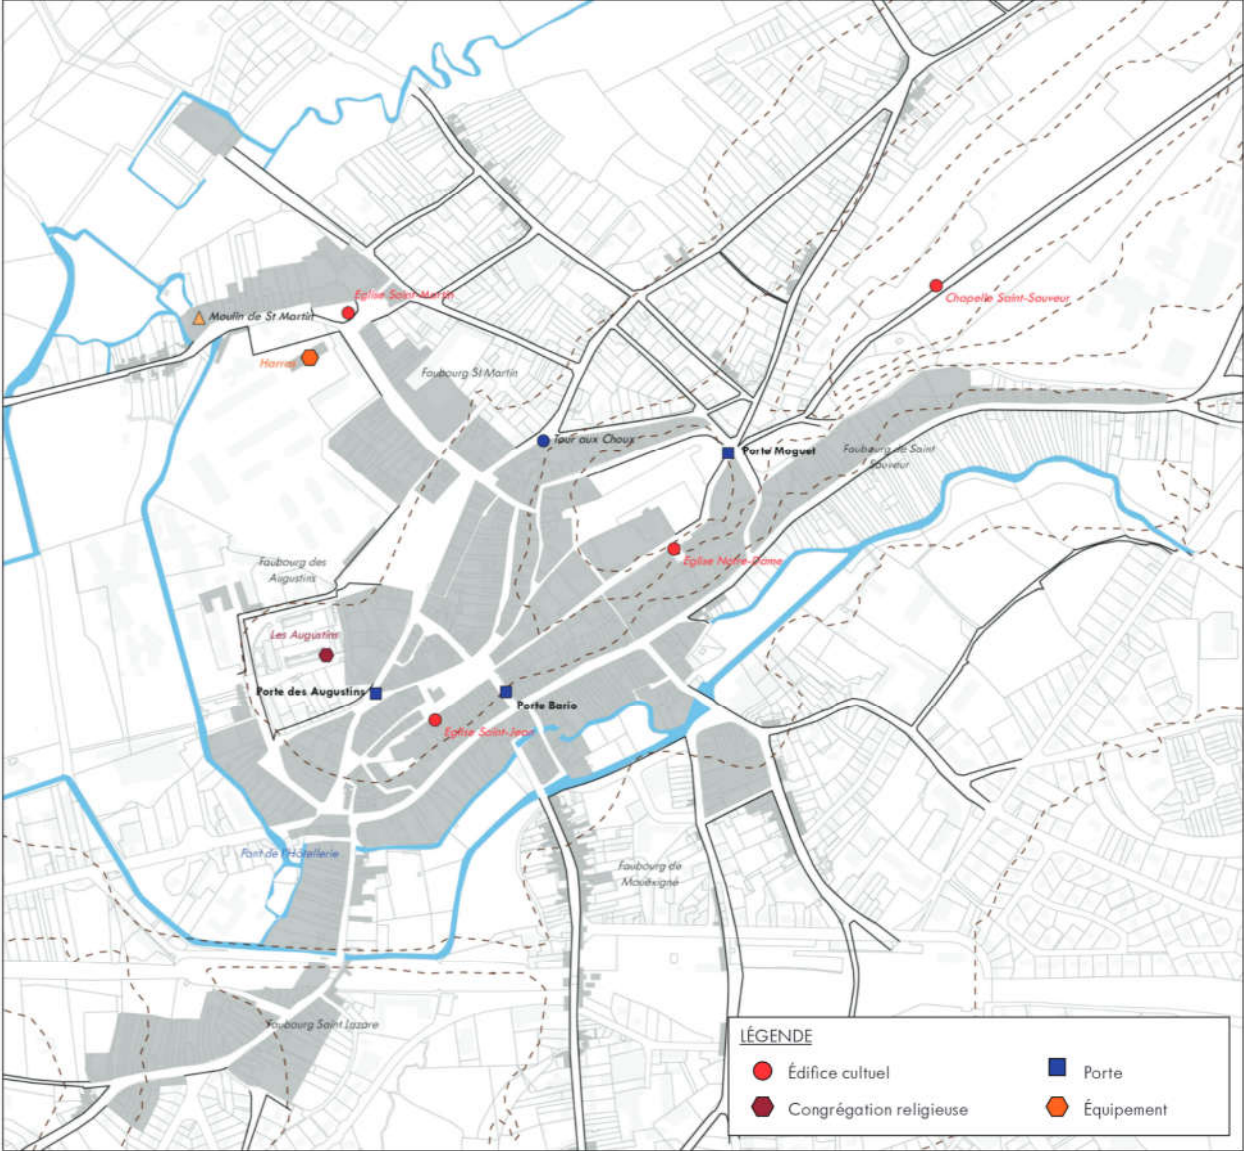 Eglise Saint-Martin
Chapelle Saint-Sauveur
Moulin de St Martin
Harras
Faubourg St Martin
Tour aux Choux
Porte Moguet
Faubourg de Saint
Sauveur
Eglise Notre-Dame
Faubourg des
Augustins
Les Augustins
Porte des Augustins
Porte Bario
Eglise Saint-Jean
Pont de l'Hôtellerie
Faubourg de
Mouëxigné
Faubourg Saint Lazare
LÉGENDE
Édifice cultuel
Porte
Congrégation religieuse
Équipement